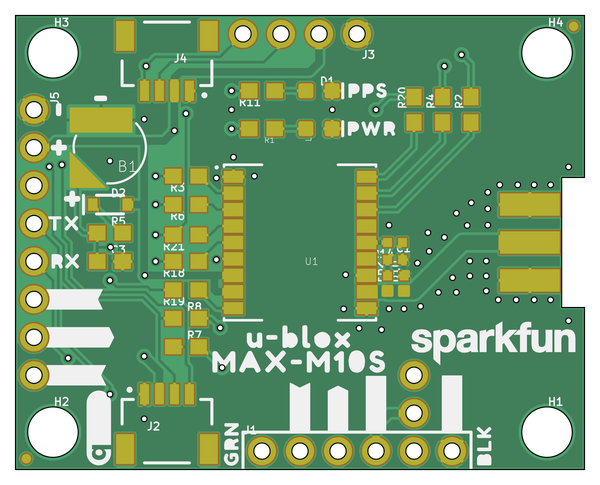 H3
H4
J4
J3
J5
D1
PPS
R11
R20
R4
R2
PWR
R1
B1
R3
D2
R6
TX
R5
R21
RX
U1
R18
R19
R8
R7
u-blox
MAX-M10S
sparkfun
H2
J2
GRN
J1
BLK
H1